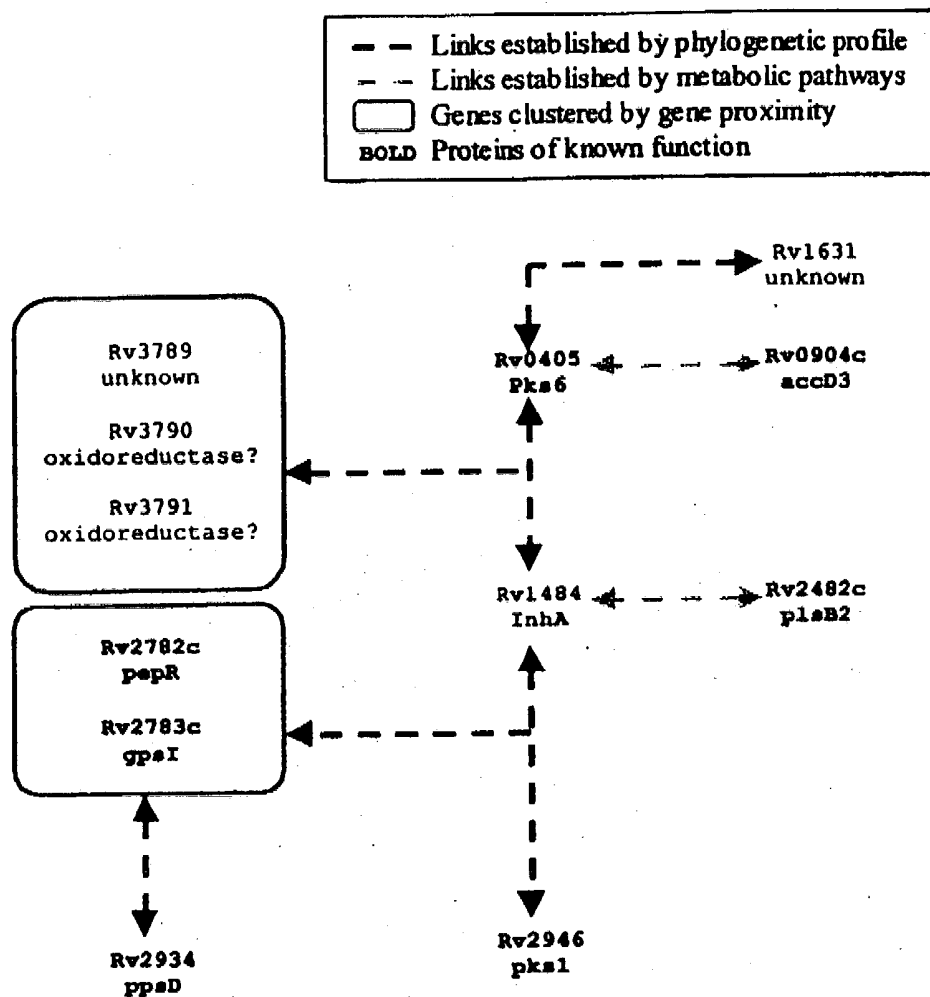 Links established by phylogenetic profile
Links established by metabolic pathways
Genes clustered by gene proximity
BOLD Proteins of known function
Rv1631
unknown
Rv3789
unknown
Rv0405
Pks6
Rv0904c
accD3
Rv3790
oxidoreductase?
Rv3791
oxidoreductase?
Rv1484
InhA
Rv2482c
plsB2
Rv2782c
pepR
Rv2783c
gpsI
Rv2934
ppsD
Rv2946
pks1